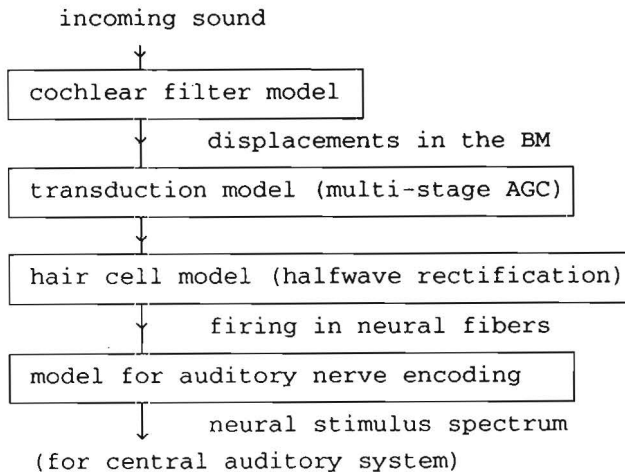 incoming sound
cochlear filter model
displacements in the BM
transduction model (multi-stage AGC)
hair cell model (halfwave rectification)
firing in neural fibers
model for auditory nerve encoding
neural stimulus spectrum
(for central auditory system)